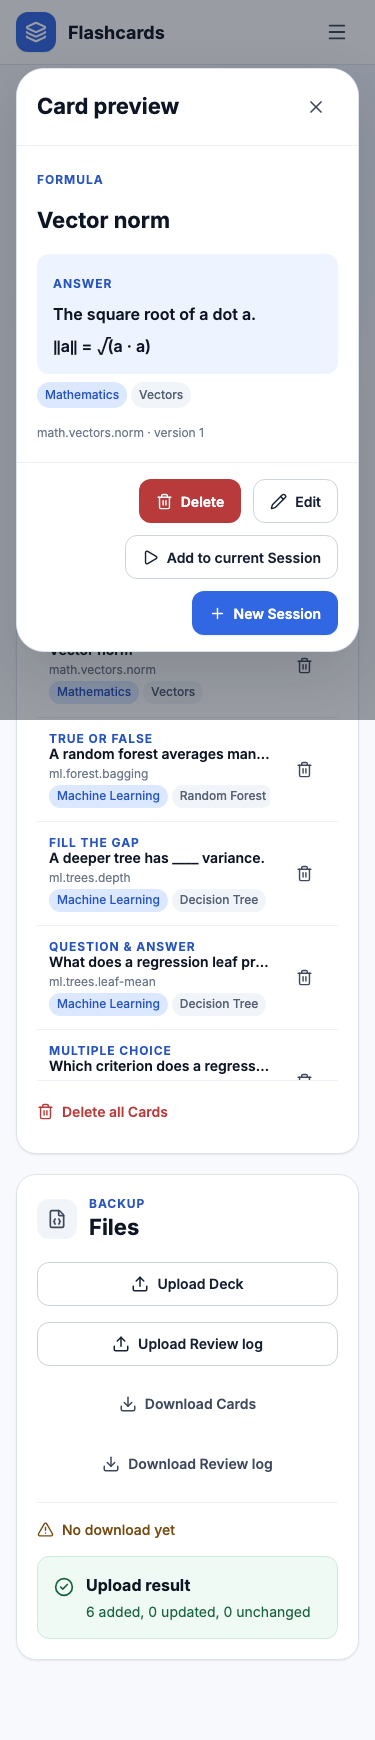 Flashcards
Card preview
FORMULA
Vector norm
ANSWER
The square root of a dot a.
‖a‖ = √(a · a)
Mathematics
Vectors
math.vectors.norm · version 1
Delete
Edit
Add to current Session
New Session
Vector norm
math.vectors.norm
Mathematics
Vectors
TRUE OR FALSE
A random forest averages man...
ml.forest.bagging
Machine Learning
Random Forest
FILL THE GAP
A deeper tree has ____ variance.
ml.trees.depth
Machine Learning
Decision Tree
QUESTION & ANSWER
What does a regression leaf pr...
ml.trees.leaf-mean
Machine Learning
Decision Tree
MULTIPLE CHOICE
Which criterion does a regress...
Delete all Cards
BACKUP
Files
Upload Deck
Upload Review log
Download Cards
Download Review log
No download yet
Upload result
6 added, 0 updated, 0 unchanged